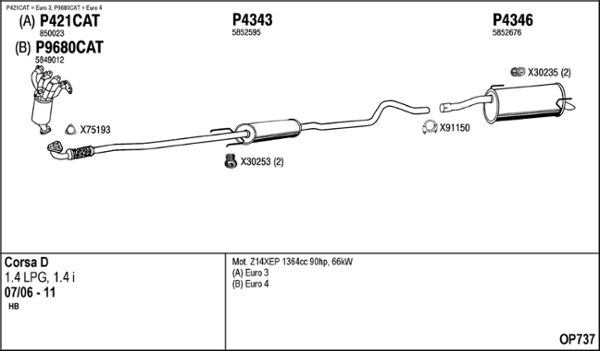 P421CAT = Euro 3, P9680CAT = Euro 4
(A) P421CAT
850023
(B) P9680CAT
5849012
P4343
5852595
P4346
5852676
X30235 (2)
X75193
X91150
X30253 (2)
Corsa D
1.4 LPG, 1.4 i
07/06 - 11
HB
Mot. Z14XEP 1364cc 90hp, 66kW
(A) Euro 3
(B) Euro 4
OP737